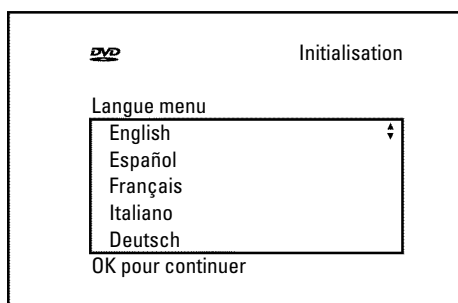 DVD
Initialisation
Langue menu
English
Español
Français
Italiano
Deutsch
OK pour continuer